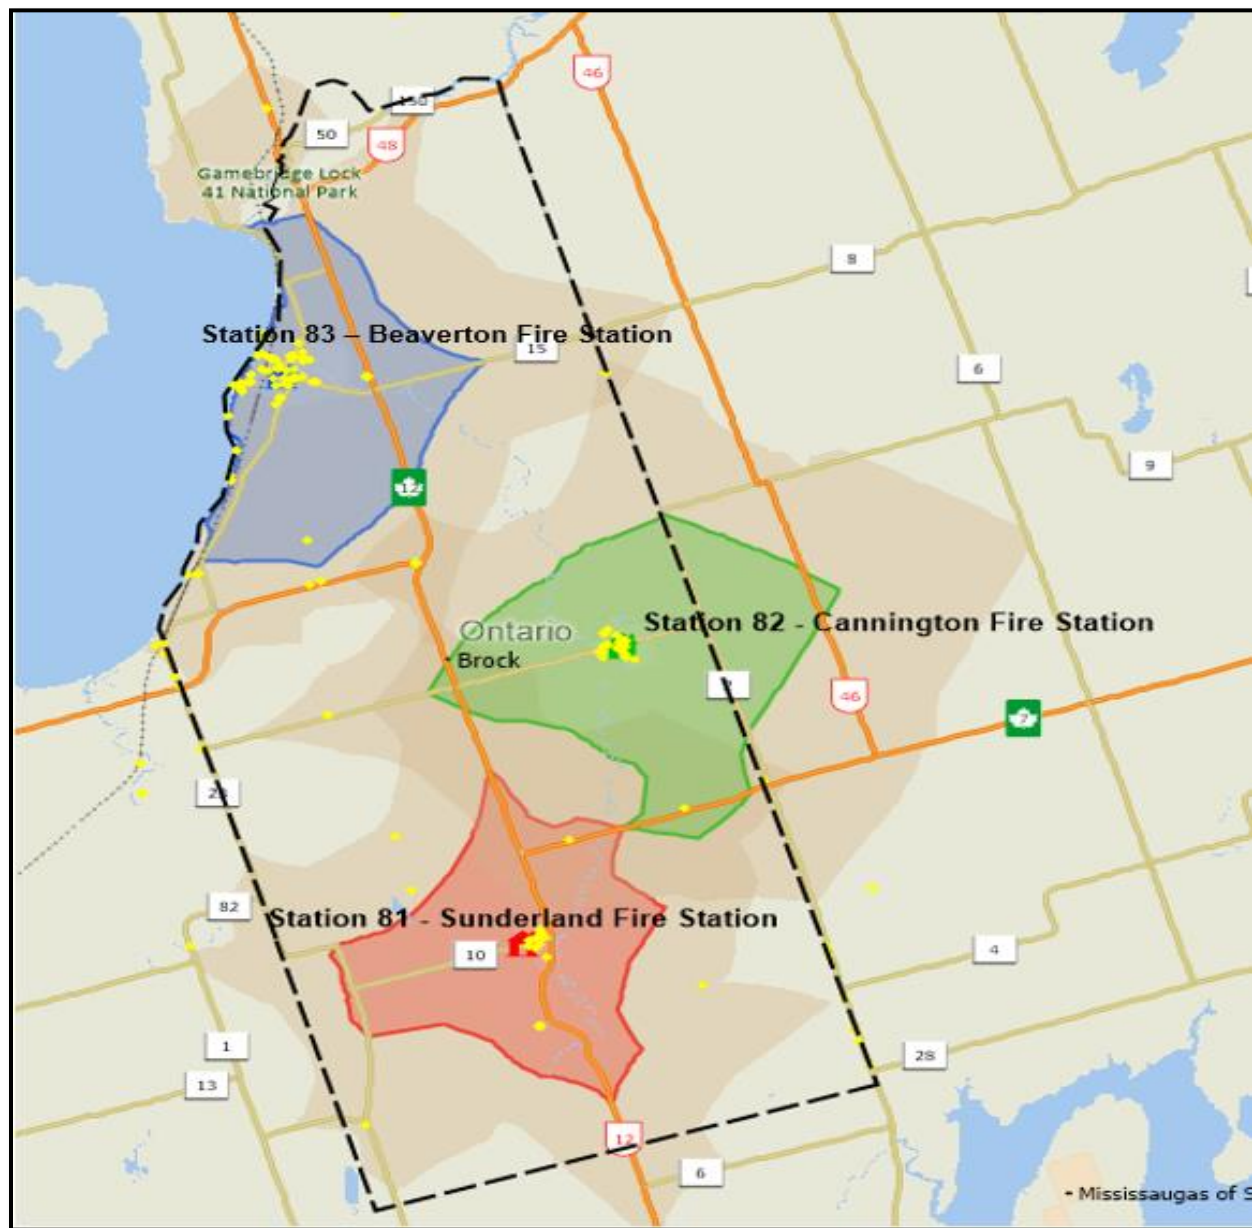 46
130
50
48
Gamebridge Lock
41 National Park
8
Station 83 – Beaverton Fire Station
15
6
9
12
Station 82 - Cannington Fire Station
Ontario
Brock
46
7
82
Station 81 - Sunderland Fire Station
10
4
1
28
13
12
6
Mississaugas of S